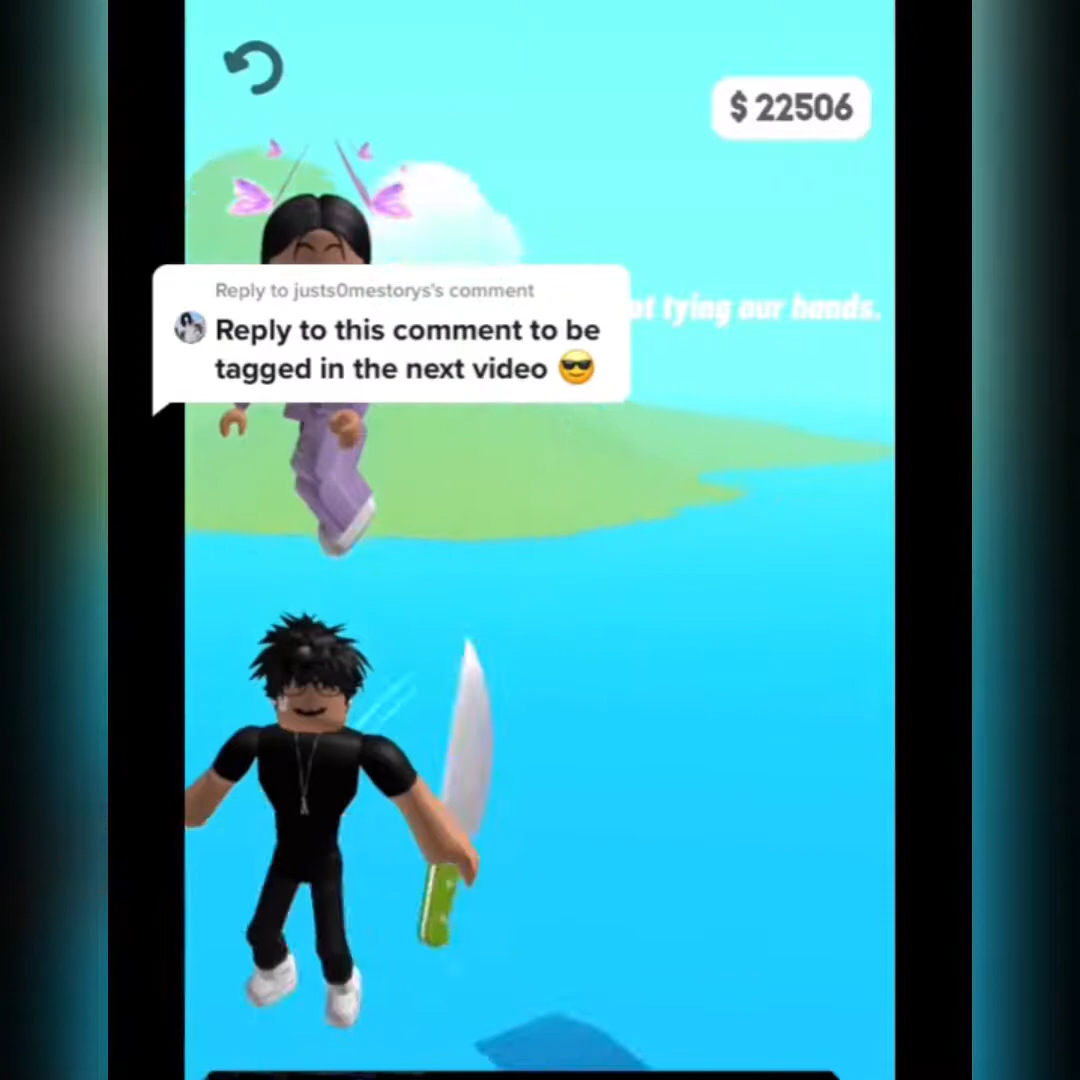 $ 22506
Reply to justs0mestorys's comment
Reply to this comment to be
tagged in the next video 😎
tying our hands.